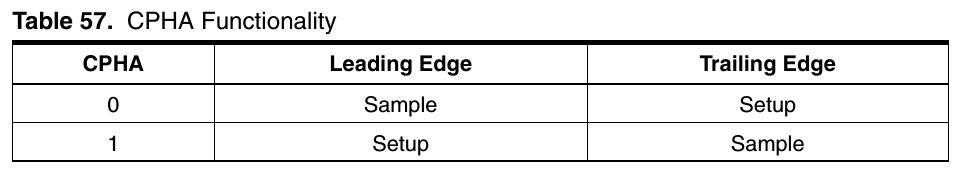 Table 57. CPHA Functionality
CPHA Leading Edge Trailing Edge
0 Sample Setup
1 Setup Sample